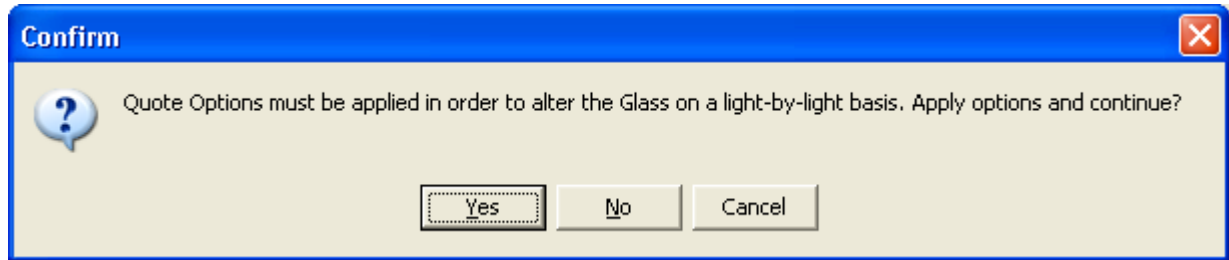 Confirm
Quote Options must be applied in order to alter the Glass on a light-by-light basis. Apply options and continue?
Yes
No
Cancel